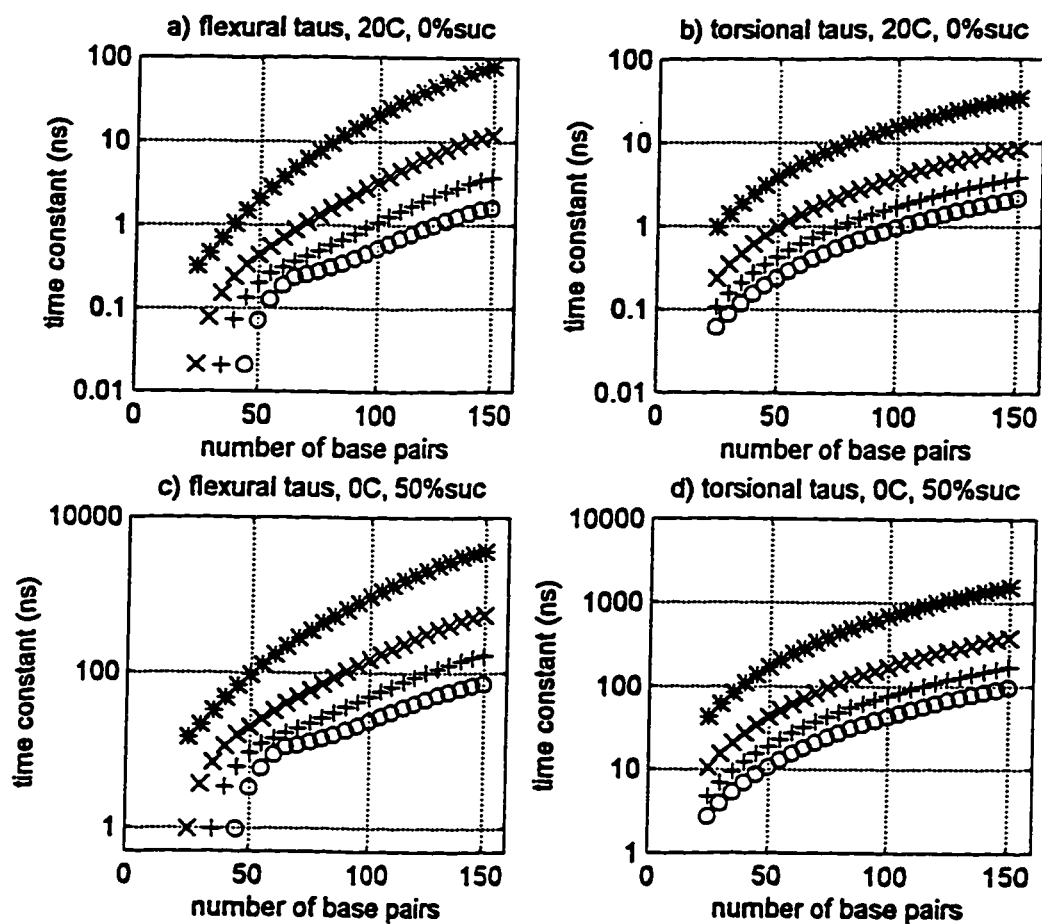 a) flexural taus, 20C, 0%suc
100
10
1
0.1
0.01
time constant (ns)
0
50
100
150
number of base pairs
b) torsional taus, 20C, 0%suc
100
10
1
0.1
0.01
time constant (ns)
0
50
100
150
number of base pairs
c) flexural taus, 0C, 50%suc
10000
100
1
time constant (ns)
0
50
100
150
number of base pairs
d) torsional taus, 0C, 50%suc
10000
1000
100
10
1
time constant (ns)
0
50
100
150
number of base pairs